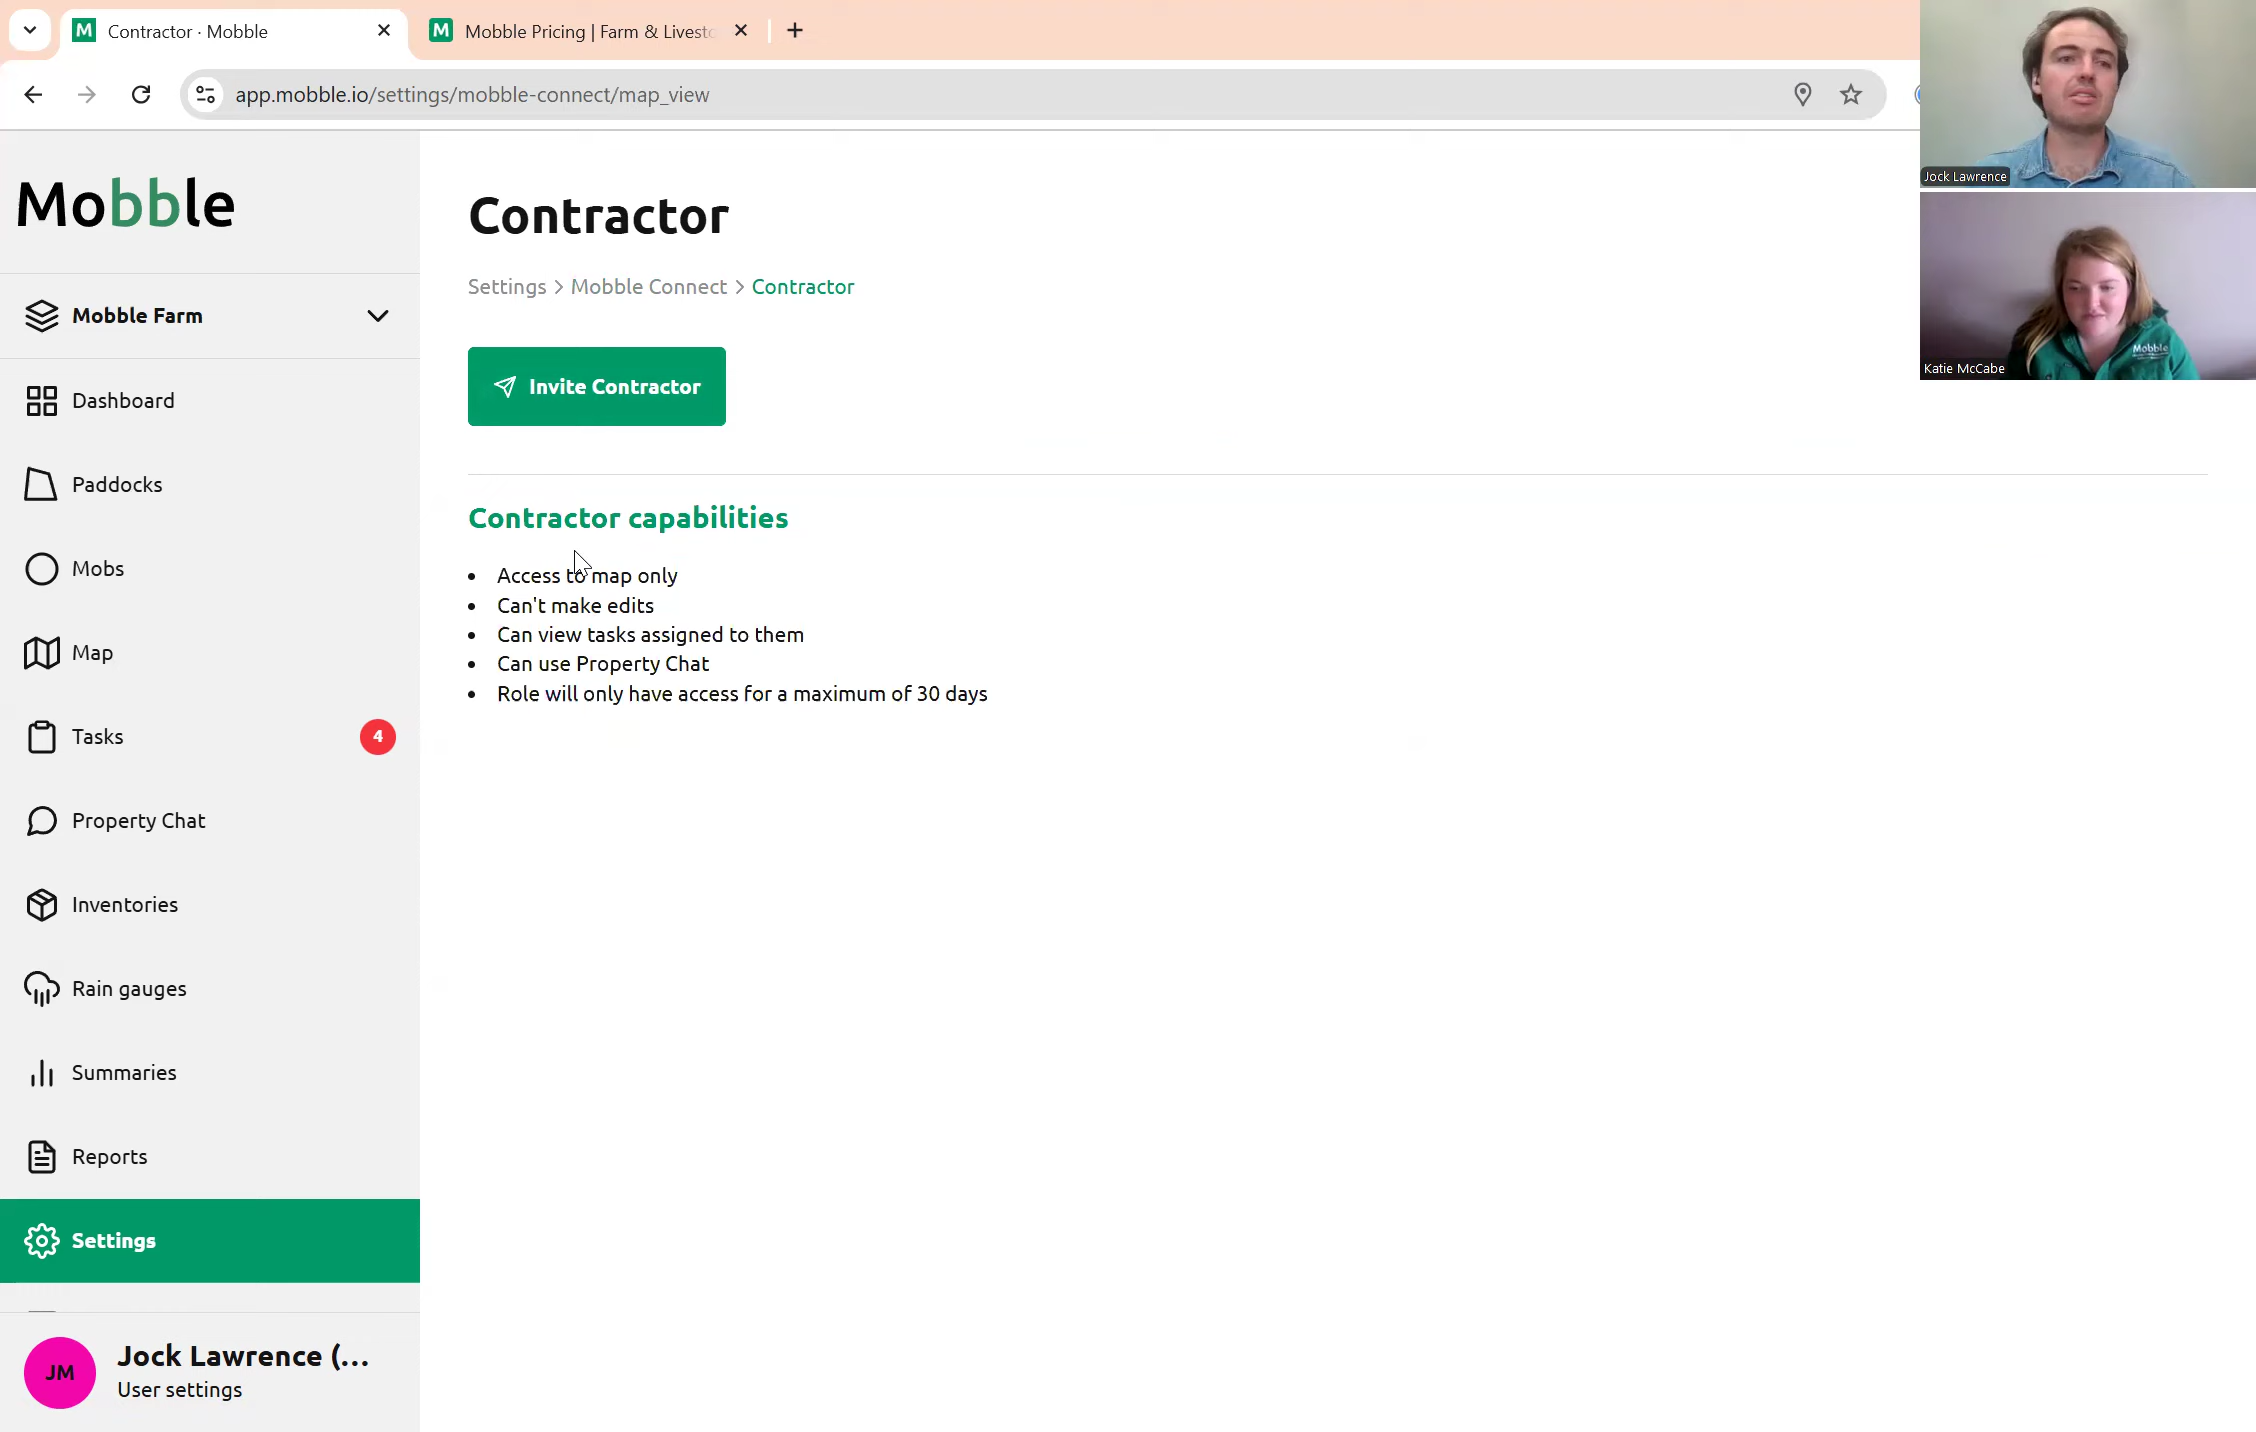 Contractor · Mobble
Mobble Pricing | Farm & Livesto
app.mobble.io/settings/mobble-connect/map_view
Jock Lawrence
Mobble
Katie McCabe
Mobble
Mobble Farm
Dashboard
Paddocks
Mobs
Map
Tasks
4
Property Chat
Inventories
Rain gauges
Summaries
Reports
Settings
JM
Jock Lawrence (...
User settings
Contractor
Settings > Mobble Connect > Contractor
Invite Contractor
Contractor capabilities
• Access to map only
• Can't make edits
• Can view tasks assigned to them
• Can use Property Chat
• Role will only have access for a maximum of 30 days